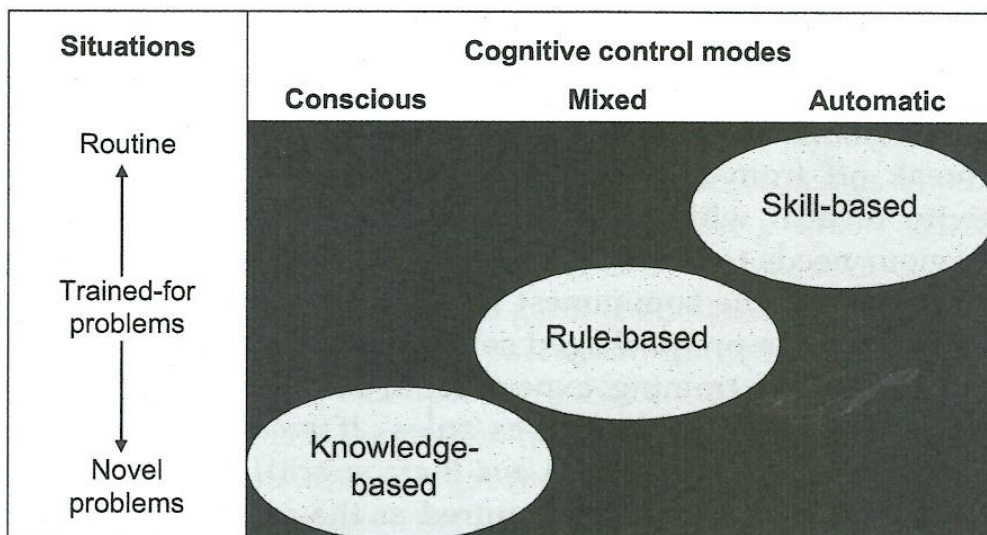 Situations
Cognitive control modes
Conscious Mixed Automatic
Routine
Skill-based
Trained-for
problems
Rule-based
Knowledge-
based
Novel
problems